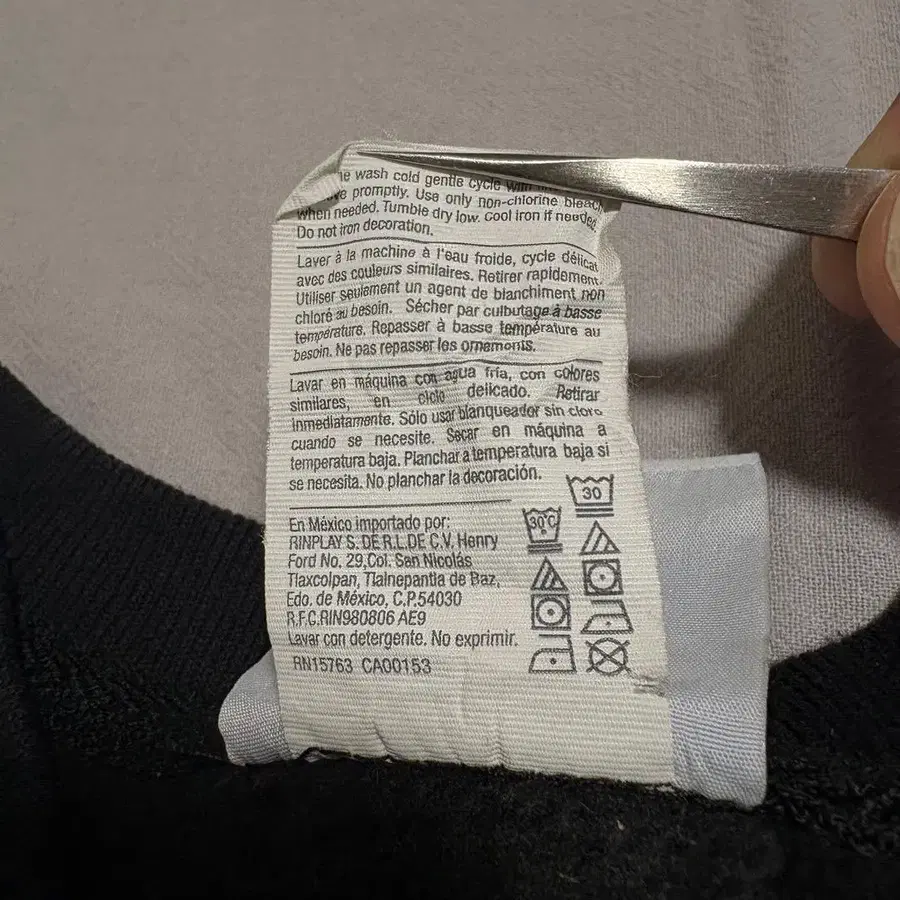 wash cold gentle cycle
promptly. Use only non-chlorine bleach
when needed. Tumble dry low. Cool iron if needed.
Do not iron decoration.
Laver à la machine à l'eau froide, cycle délicat
avec des couleurs similaires. Retirer rapidement.
Utiliser seulement un agent de blanchiment non
chloré au besoin. Sécher par culbutage à basse
température. Repasser à basse température au
besoin. Ne pas repasser les ornements.
Lavar en máquina con agua fría, con colores
similares, en ciclo delicado. Retirar
inmediatamente. Sólo usar blanqueador sin cloro
cuando se necesite. Secar en máquina a
temperatura baja. Planchar a temperatura baja si
se necesita. No planchar la decoración.
En México importado por:
RINPLAY S. DE R.L.DE C.V. Henry
Ford No. 29,Col. San Nicolás
Tlaxcolpan, Tlalnepantla de Baz,
Edo. de México, C.P.54030
R.F.C.RIN980806 AE9
Lavar con detergente. No exprimir.
RN15763 CA00153
30°C
30